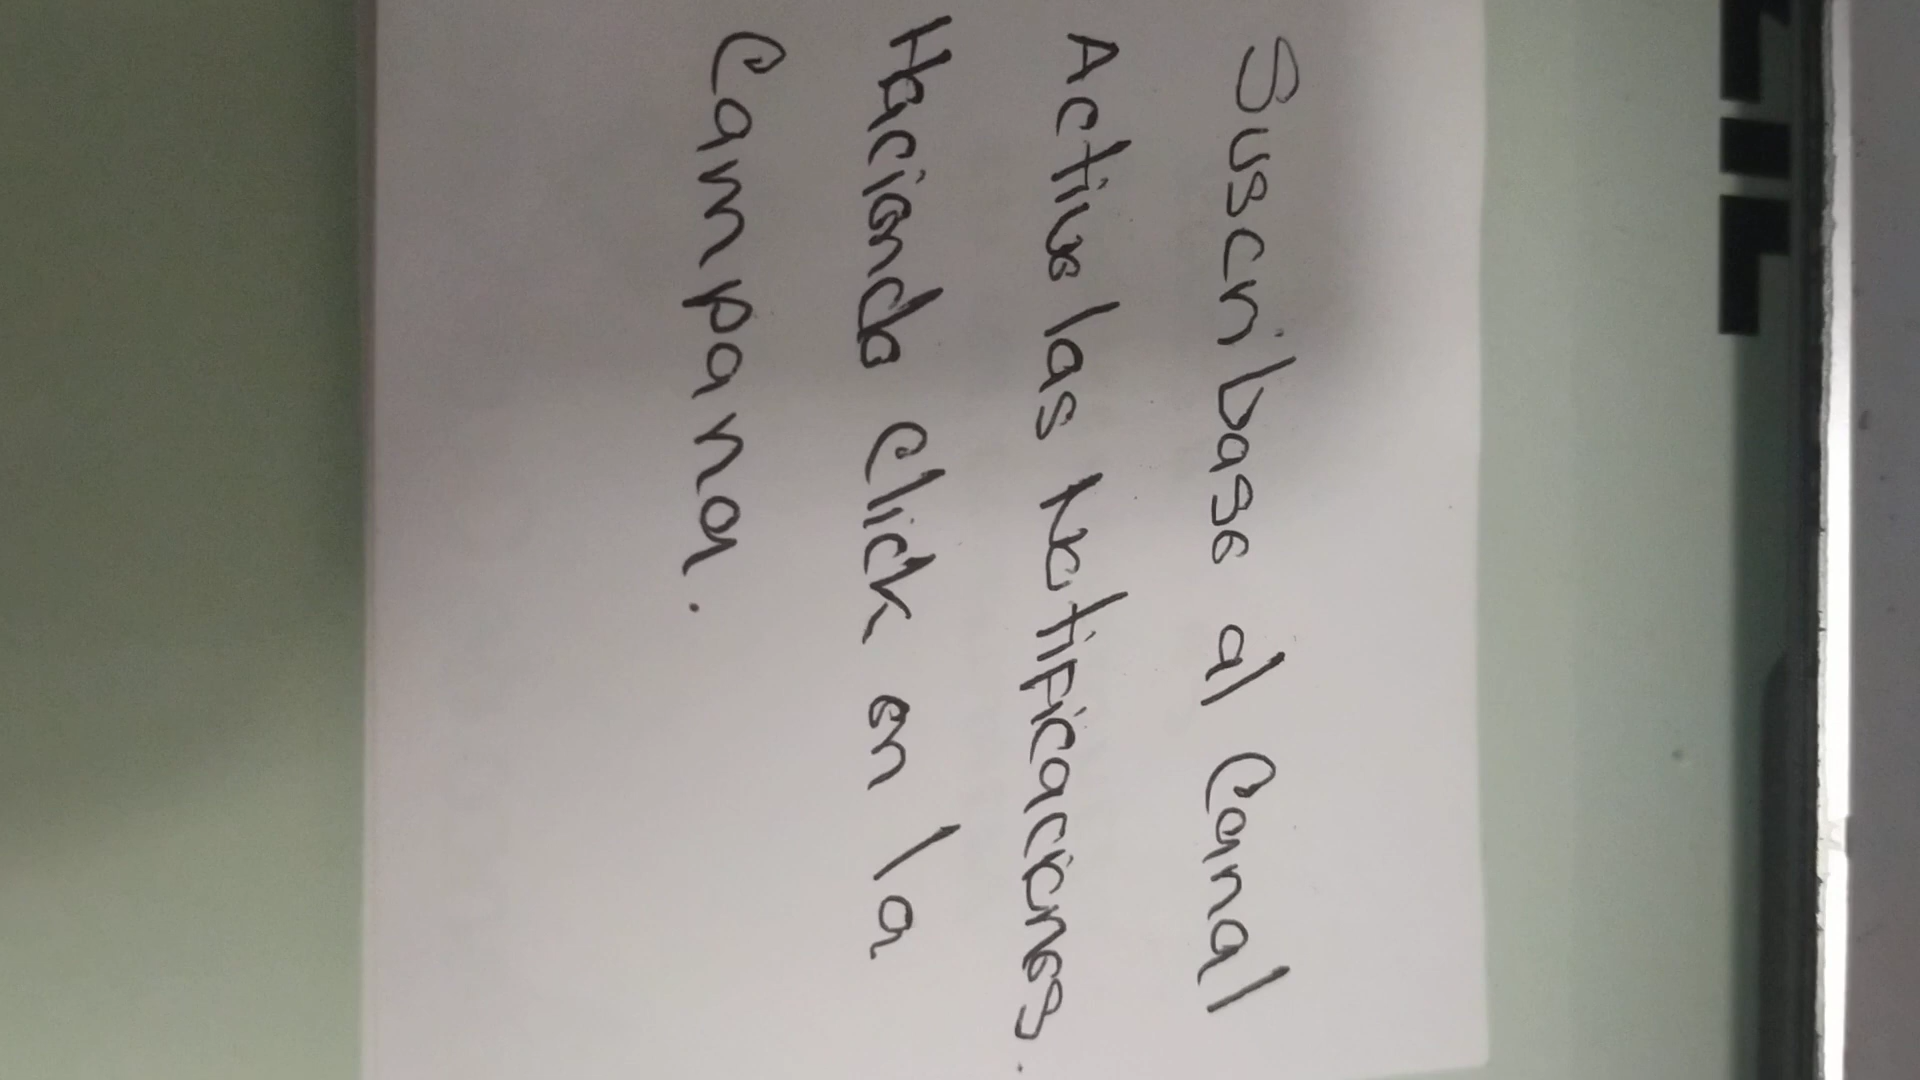 Suscribase al Canal
Active las Notificaciones.
Haciendo Click en la
Campana.